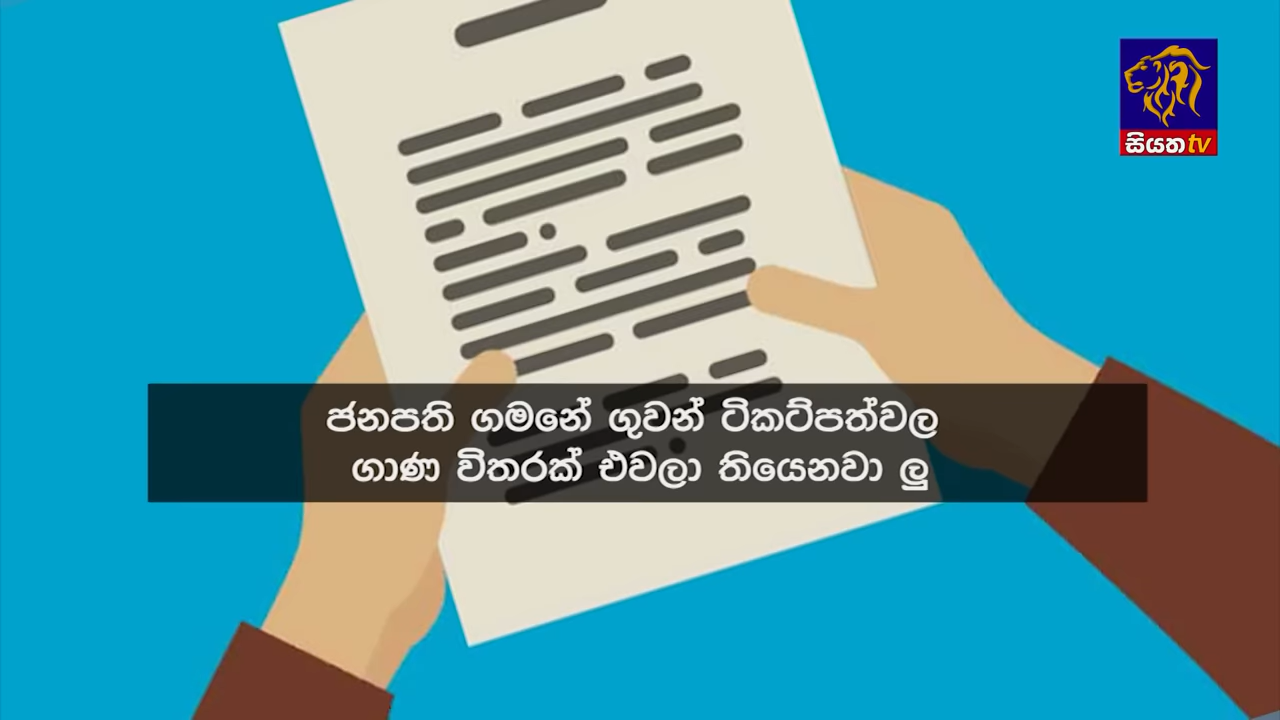 සියත tv
ජනපති ගමනේ ගුවන් ටිකට්පත්වල
ගාණ විතරක් එවලා තියෙනවා ලු